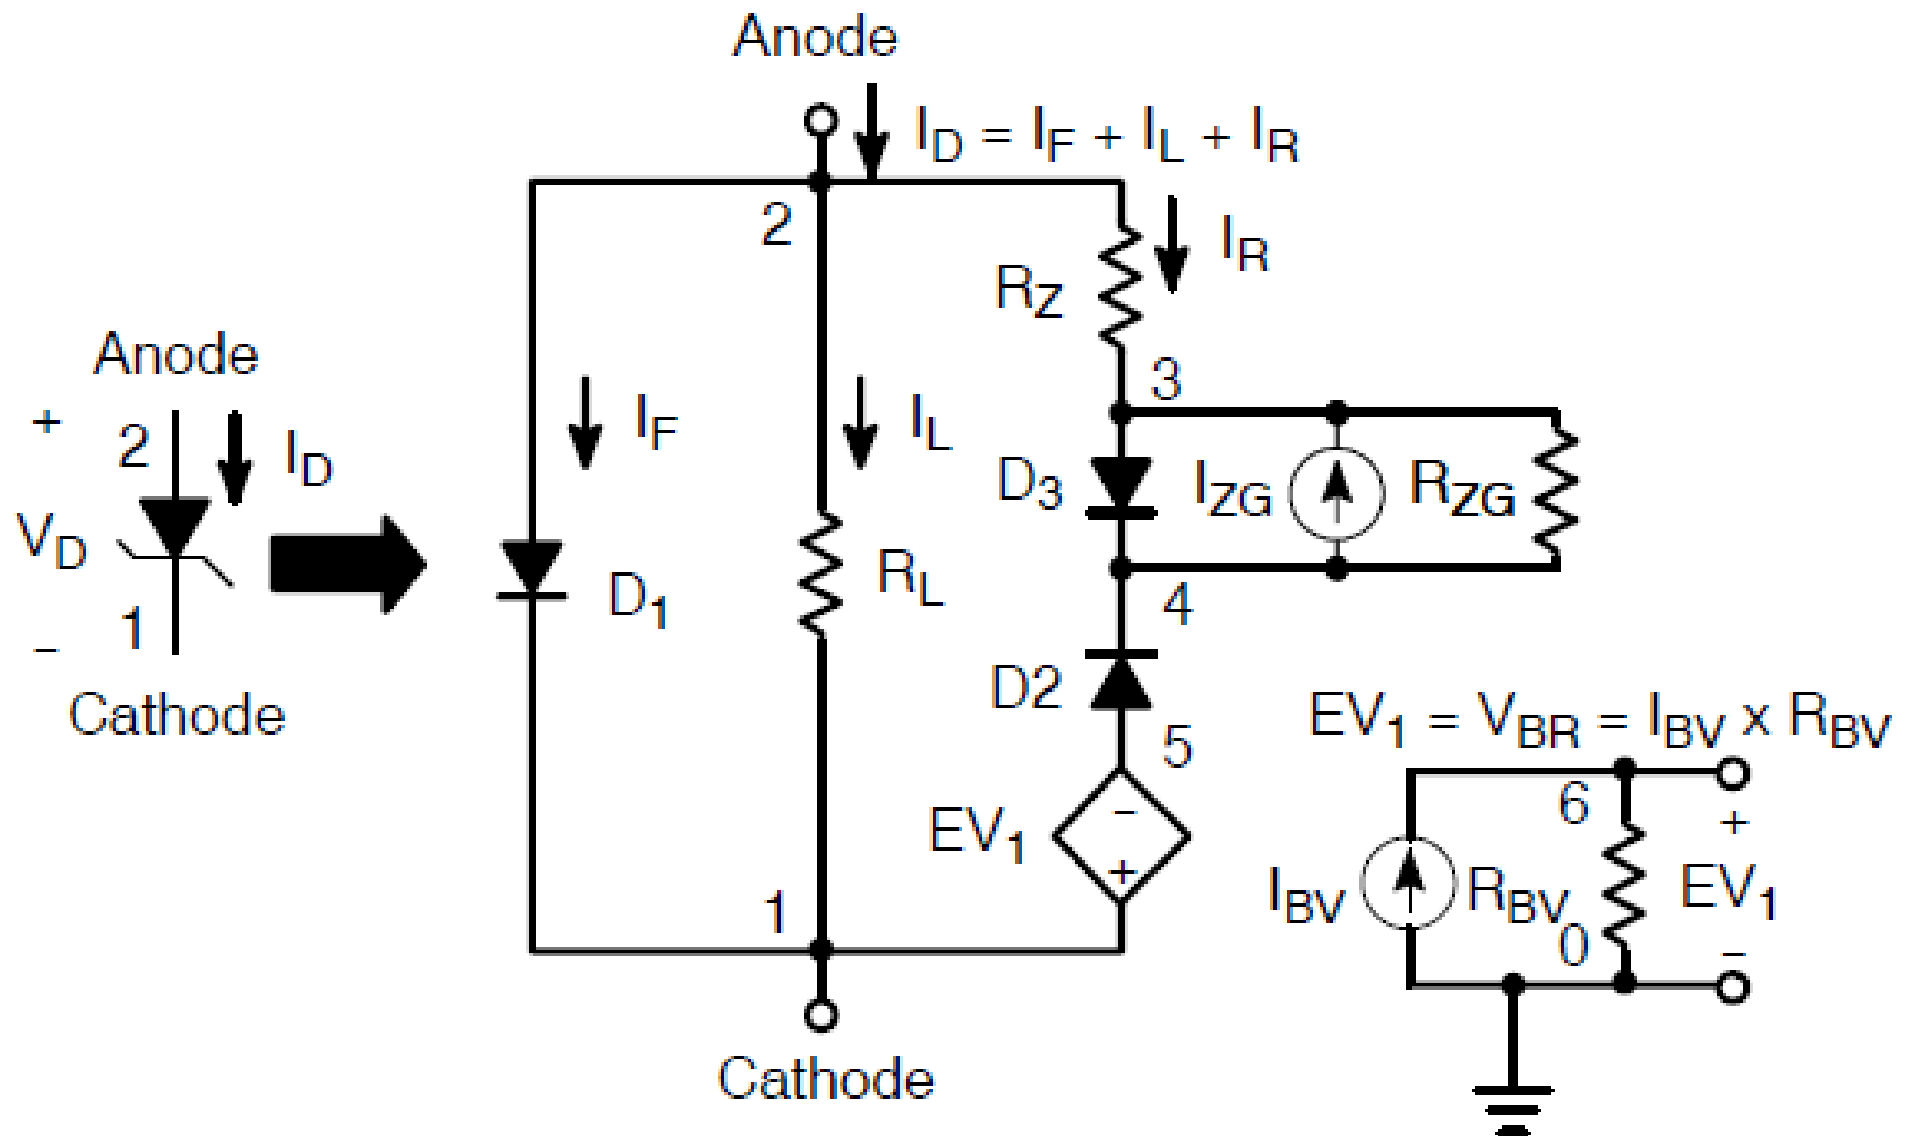 Anode
I_D = I_F + I_L + I_R
2
I_R
R_Z
3
Anode
+
2
I_D
I_F
I_L
D_3
I_ZG
R_ZG
V_D
D_1
R_L
4
1
−
Cathode
D2
5
EV_1 = V_BR = I_BV x R_BV
EV_1
−
+
6
+
I_BV
R_BV
0
EV_1
−
1
Cathode